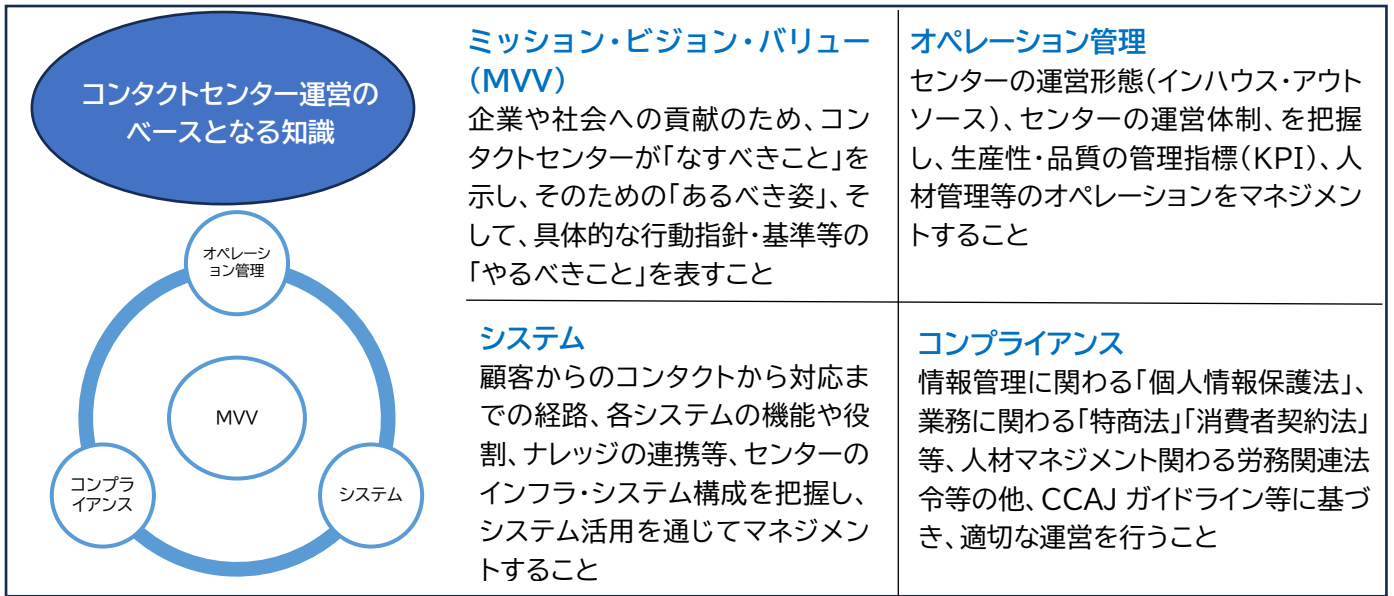 コンタクトセンター運営の
ベースとなる知識
オペレーシ
ョン管理
MVV
コンプラ
イアンス
システム
ミッション・ビジョン・バリュー
(MVV)
企業や社会への貢献のため、コン
タクトセンターが「なすべきこと」を
示し、そのための「あるべき姿」、そ
して、具体的な行動指針・基準等の
「やるべきこと」を表すこと
オペレーション管理
センターの運営形態(インハウス・アウト
ソース)、センターの運営体制、を把握
し、生産性・品質の管理指標(KPI)、人
材管理等のオペレーションをマネジメン
トすること
システム
顧客からのコンタクトから対応ま
での経路、各システムの機能や役
割、ナレッジの連携等、センターの
インフラ・システム構成を把握し、
システム活用を通じてマネジメン
トすること
コンプライアンス
情報管理に関わる「個人情報保護法」、
業務に関わる「特商法」「消費者契約法」
等、人材マネジメント関わる労務関連法
令等の他、CCAJ ガイドライン等に基づ
き、適切な運営を行うこと